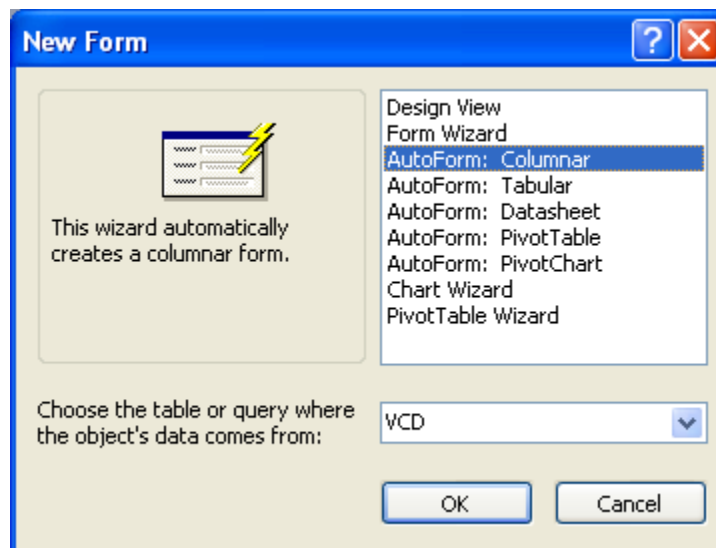 New Form
Design View
Form Wizard
AutoForm: Columnar
AutoForm: Tabular
AutoForm: Datasheet
AutoForm: PivotTable
AutoForm: PivotChart
Chart Wizard
PivotTable Wizard
This wizard automatically
creates a columnar form.
Choose the table or query where
the object's data comes from:
VCD
OK
Cancel